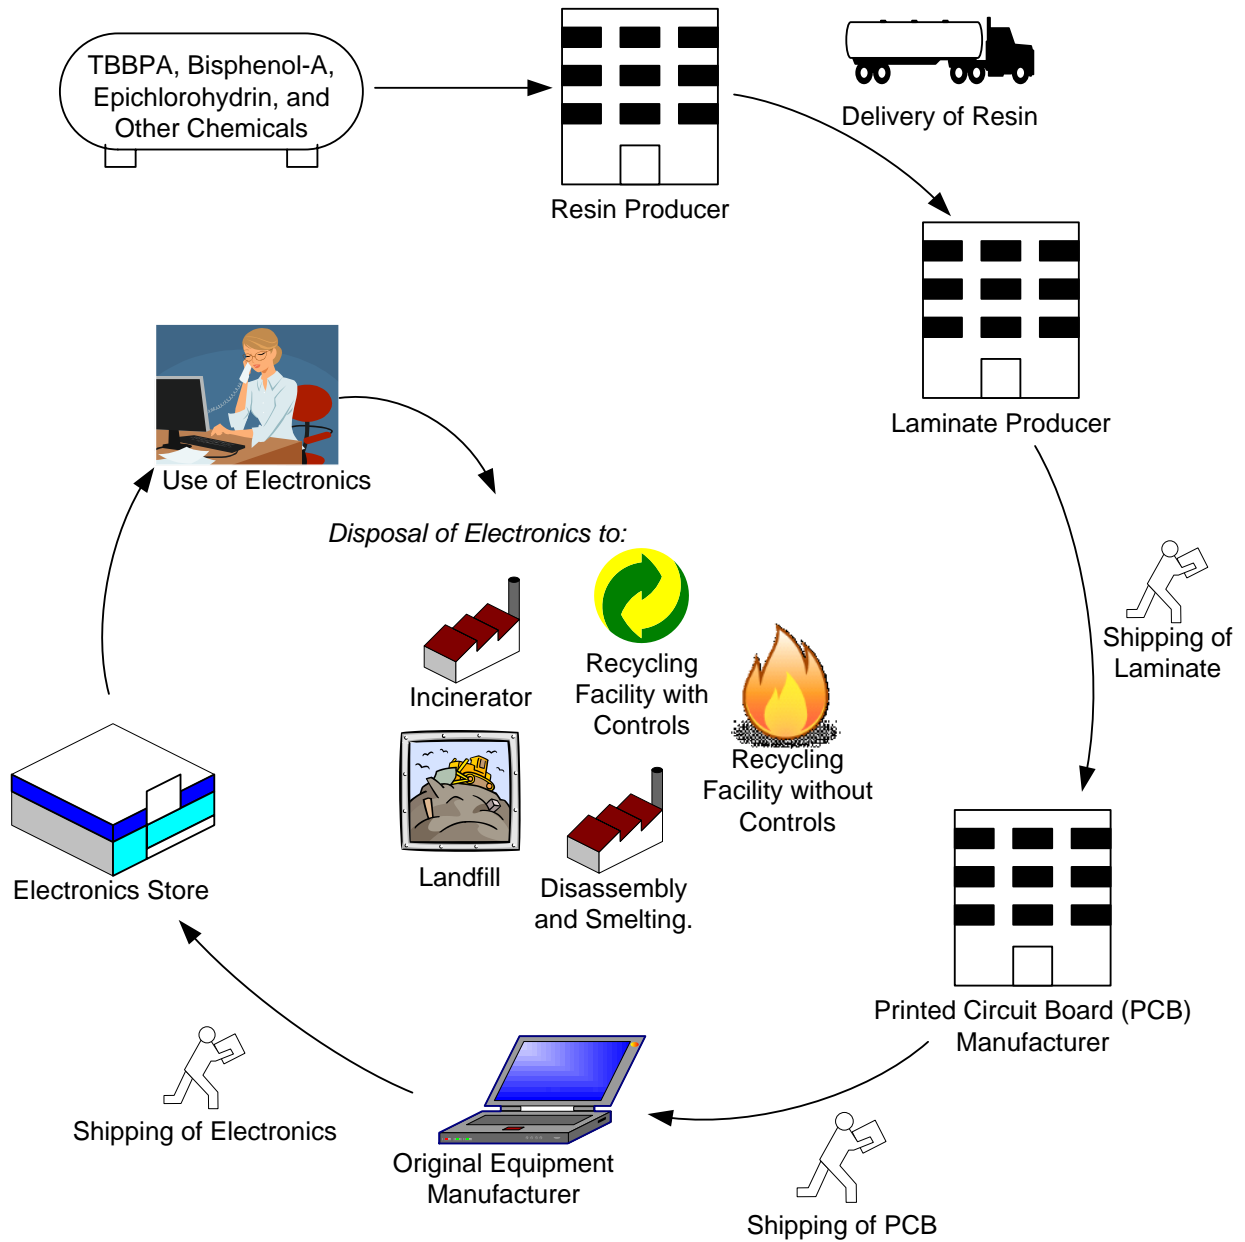 TBBPA, Bisphenol-A,
Epichlorohydrin, and
Other Chemicals
Resin Producer
Delivery of Resin
Laminate Producer
Shipping of
Laminate
Printed Circuit Board (PCB)
Manufacturer
Shipping of PCB
Original Equipment
Manufacturer
Shipping of Electronics
Electronics Store
Use of Electronics
Disposal of Electronics to:
Incinerator
Recycling
Facility with
Controls
Recycling
Facility without
Controls
Landfill
Disassembly
and Smelting.